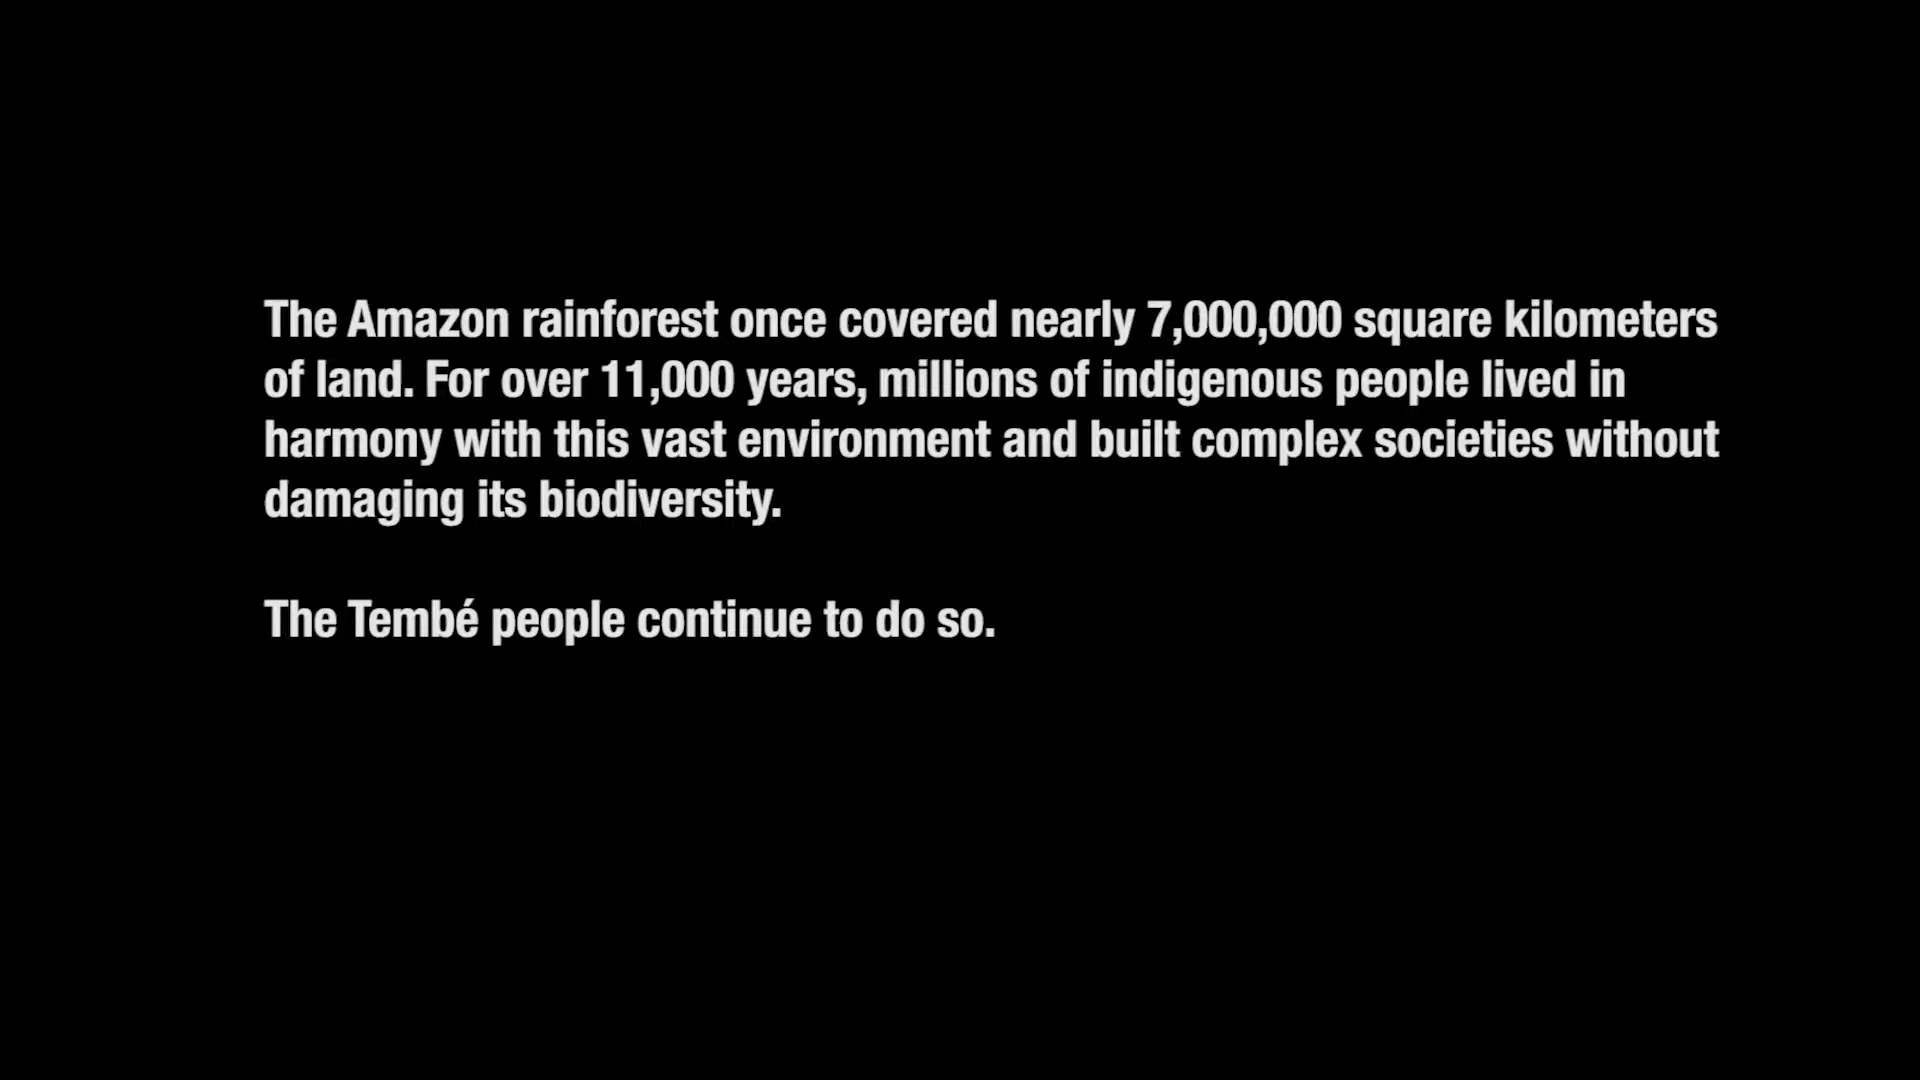 The Amazon rainforest once covered nearly 7,000,000 square kilometers
of land. For over 11,000 years, millions of indigenous people lived in
harmony with this vast environment and built complex societies without
damaging its biodiversity.
The Tembé people continue to do so.